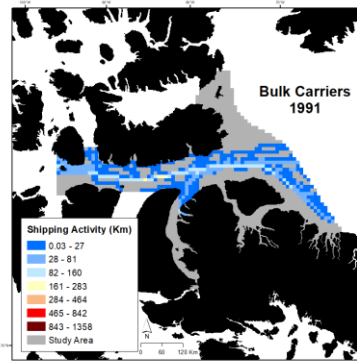 Bulk Carriers
1991
Shipping Activity (Km)
0.03 - 27
28 - 81
82 - 160
161 - 283
284 - 464
465 - 842
843 - 1358
Study Area
N
0 60 120 Km